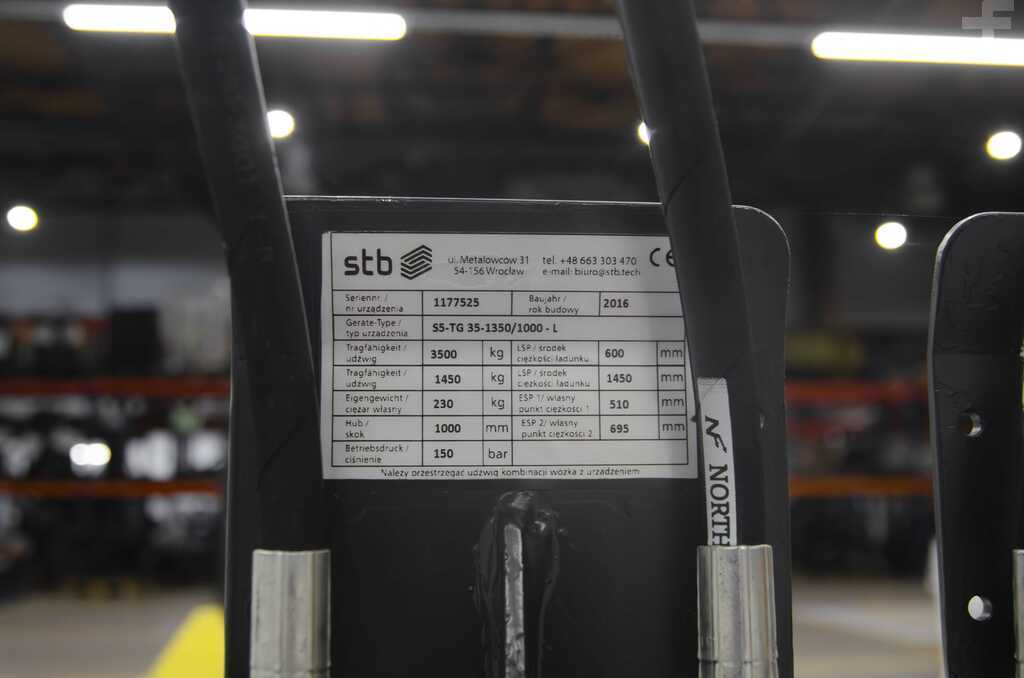 stb
ul. Metalowców 31 tel. +48 663 303 470 CE
54-156 Wrocław e-mail: biuro@stb.tech
Seriennr. / nr urządzenia 1177525 Baujahr / rok budowy 2016
Geräte-Type / typ urządzenia S5-TG 35-1350/1000 - L
Tragfähigkeit / udźwig 3500 kg LSP / środek ciężkości ładunku 600 mm
Tragfähigkeit / udźwig 1450 kg LSP / środek ciężkości ładunku 1450 mm
Eigengewicht / ciężar własny 230 kg ESP 1/ własny punkt ciężkości 1 510 mm
Hub / skok 1000 mm ESP 2/ własny punkt ciężkości 2 695 mm
Betriebsdruck / ciśnienie 150 bar
Należy przestrzegać udźwig kombinacji wózka z urządzeniem
NF NORTH